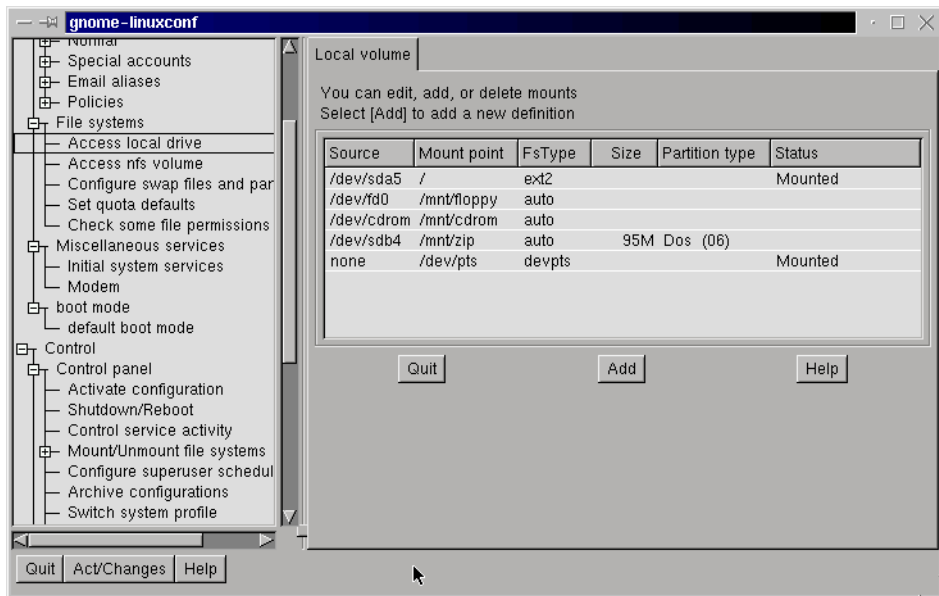 gnome-linuxconf
Normal
Special accounts
Email aliases
Policies
File systems
Access local drive
Access nfs volume
Configure swap files and par
Set quota defaults
Check some file permissions
Miscellaneous services
Initial system services
Modem
boot mode
default boot mode
Control
Control panel
Activate configuration
Shutdown/Reboot
Control service activity
Mount/Unmount file systems
Configure superuser schedul
Archive configurations
Switch system profile
Local volume
You can edit, add, or delete mounts
Select [Add] to add a new definition
Source Mount point FsType Size Partition type Status
/dev/sda5 / ext2 Mounted
/dev/fd0 /mnt/floppy auto
/dev/cdrom /mnt/cdrom auto
/dev/sdb4 /mnt/zip auto 95M Dos (06)
none /dev/pts devpts Mounted
Quit Add Help
Quit Act/Changes Help